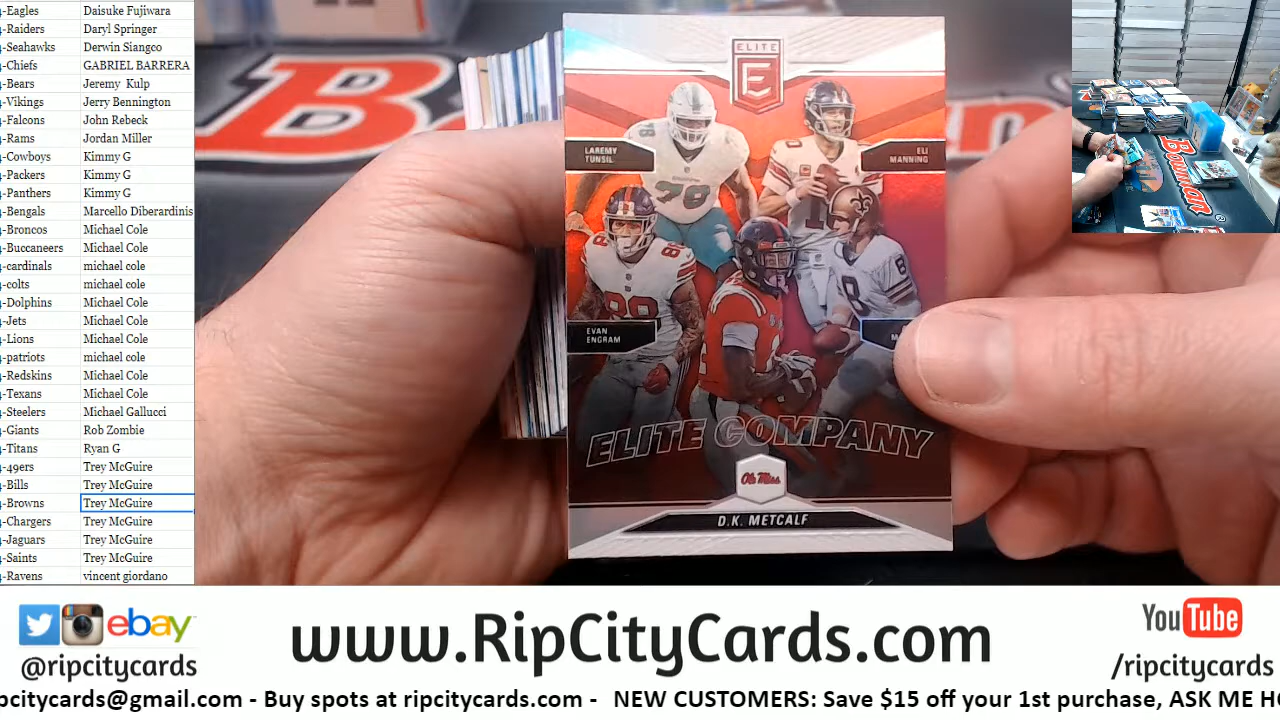 -Eagles Daisuke Fujiwara
-Raiders Daryl Springer
-Seahawks Derwin Siangco
-Chiefs GABRIEL BARRERA
-Bears Jeremy Kulp
-Vikings Jerry Bennington
-Falcons John Rebeck
-Rams Jordan Miller
-Cowboys Kimmy G
-Packers Kimmy G
-Panthers Kimmy G
-Bengals Marcello Diberardinis
-Broncos Michael Cole
-Buccaneers Michael Cole
-cardinals michael cole
-colts michael cole
-Dolphins Michael Cole
-Jets Michael Cole
-Lions Michael Cole
-patriots michael cole
-Redskins Michael Cole
-Texans Michael Cole
-Steelers Michael Gallucci
-Giants Rob Zombie
-Titans Ryan G
-49ers Trey McGuire
-Bills Trey McGuire
-Browns Trey McGuire
-Chargers Trey McGuire
-Jaguars Trey McGuire
-Saints Trey McGuire
-Ravens vincent giordano
ELITE
E
LAREMY
TUNSIL
ELI
MANNING
78
10
88
8
EVAN
ENGRAM
M
ELITE COMPANY
Ole Miss
D.K. METCALF
B
BOWMAN
ebay
@ripcitycards
www.RipCityCards.com
YouTube
/ripcitycards
pcitycards@gmail.com - Buy spots at ripcitycards.com - NEW CUSTOMERS: Save $15 off your 1st purchase, ASK ME H